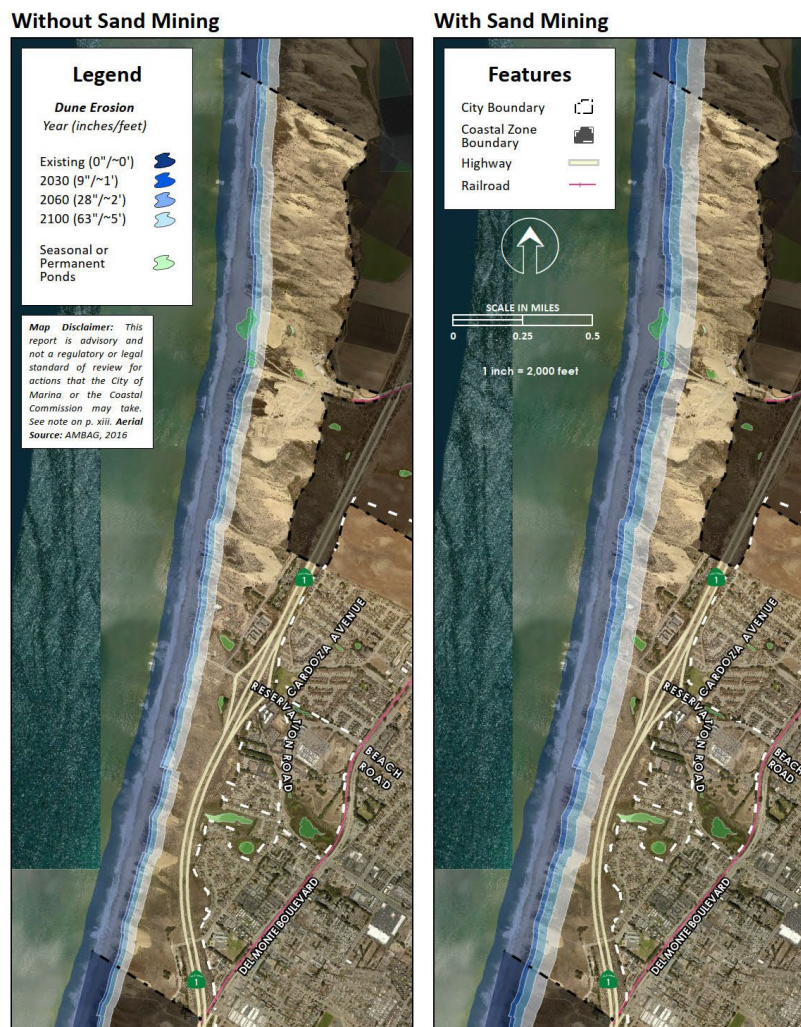 Without Sand Mining
Legend
Dune Erosion
Year (inches/feet)
Existing (0"/~0')
2030 (9"/~1')
2060 (28"/~2')
2100 (63"/~5')
Seasonal or
Permanent
Ponds
Map Disclaimer: This
report is advisory and
not a regulatory or legal
standard of review for
actions that the City of
Marina or the Coastal
Commission may take.
See note on p. xiii. Aerial
Source: AMBAG, 2016
1
CARDOZA AVENUE
RESERVATION ROAD
BEACH
ROAD
DEL MONTE BOULEVARD
1
With Sand Mining
Features
City Boundary
Coastal Zone
Boundary
Highway
Railroad
SCALE IN MILES
0 0.25 0.5
1 inch = 2,000 feet
1
CARDOZA AVENUE
RESERVATION ROAD
BEACH
ROAD
DEL MONTE BOULEVARD
1